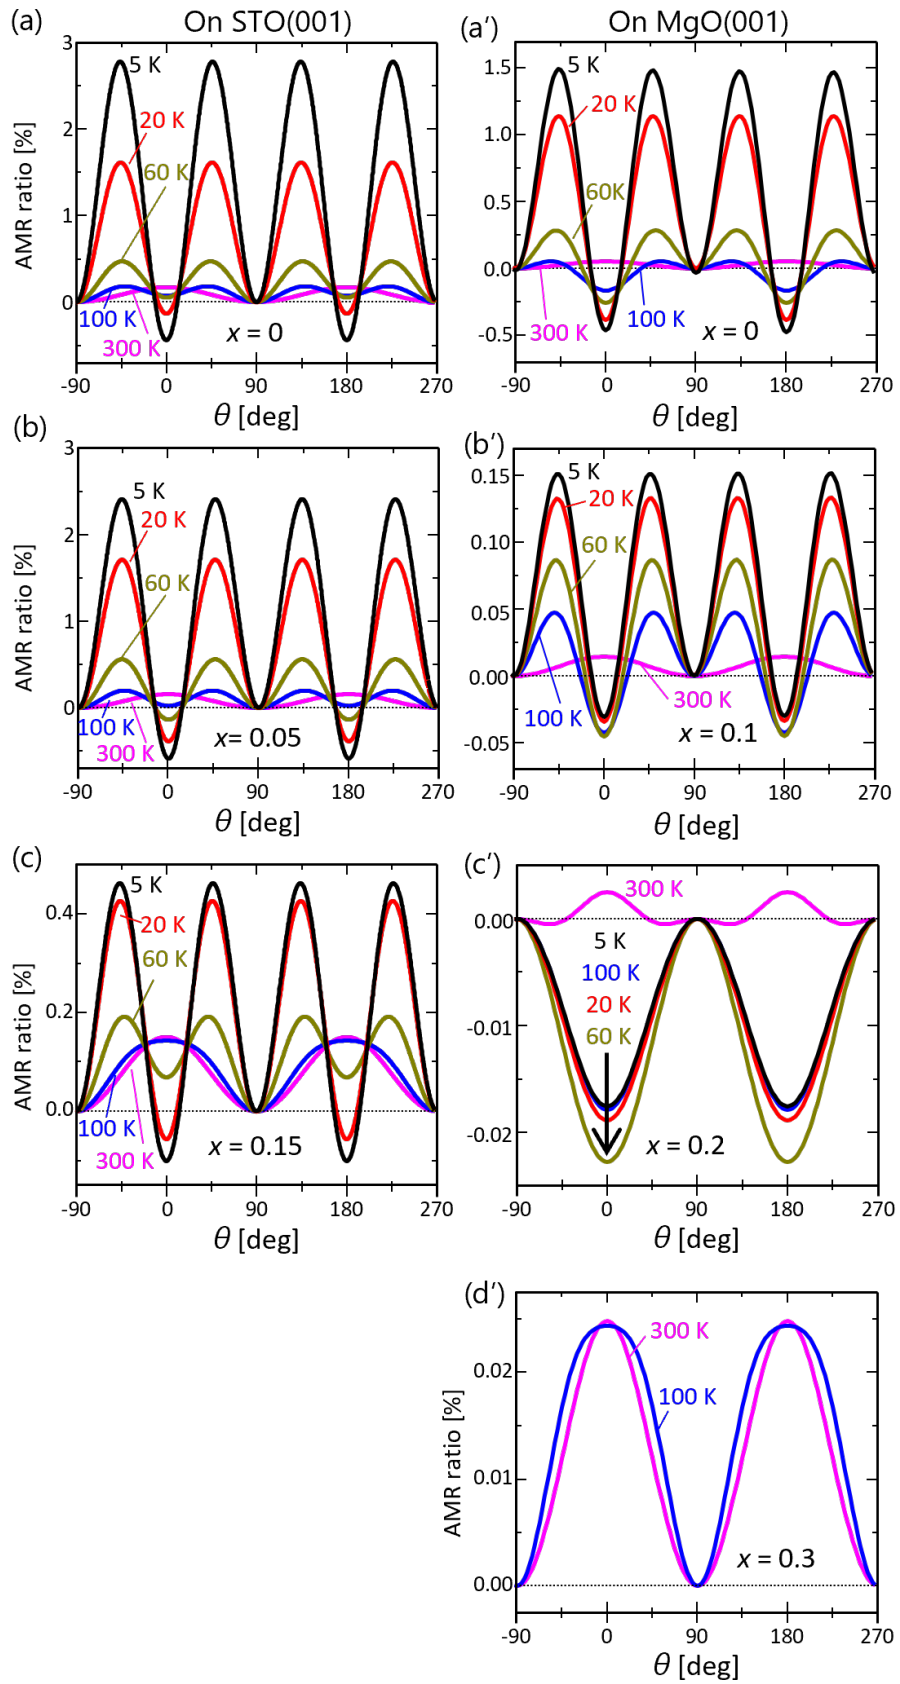 (a)
On STO(001)
3
2
1
0
AMR ratio [%]
5 K
20 K
60 K
100 K
300 K
x = 0
-90
0
90
180
270
θ [deg]
(a′)
On MgO(001)
1.5
1.0
0.5
0.0
-0.5
5 K
20 K
60K
300 K
100 K
x = 0
-90
0
90
180
270
θ [deg]
(b)
3
2
1
0
AMR ratio [%]
5 K
20 K
60 K
100 K
300 K
x= 0.05
-90
0
90
180
270
θ [deg]
(b′)
0.15
0.10
0.05
0.00
-0.05
5 K
20 K
60 K
100 K
300 K
x = 0.1
-90
0
90
180
270
θ [deg]
(c)
0.4
0.2
0.0
AMR ratio [%]
5 K
20 K
60 K
100 K
300 K
x = 0.15
-90
0
90
180
270
θ [deg]
(c′)
0.00
-0.01
-0.02
300 K
5 K
100 K
20 K
60 K
x = 0.2
-90
0
90
180
270
θ [deg]
(d′)
0.02
0.01
0.00
AMR ratio [%]
300 K
100 K
x = 0.3
-90
0
90
180
270
θ [deg]